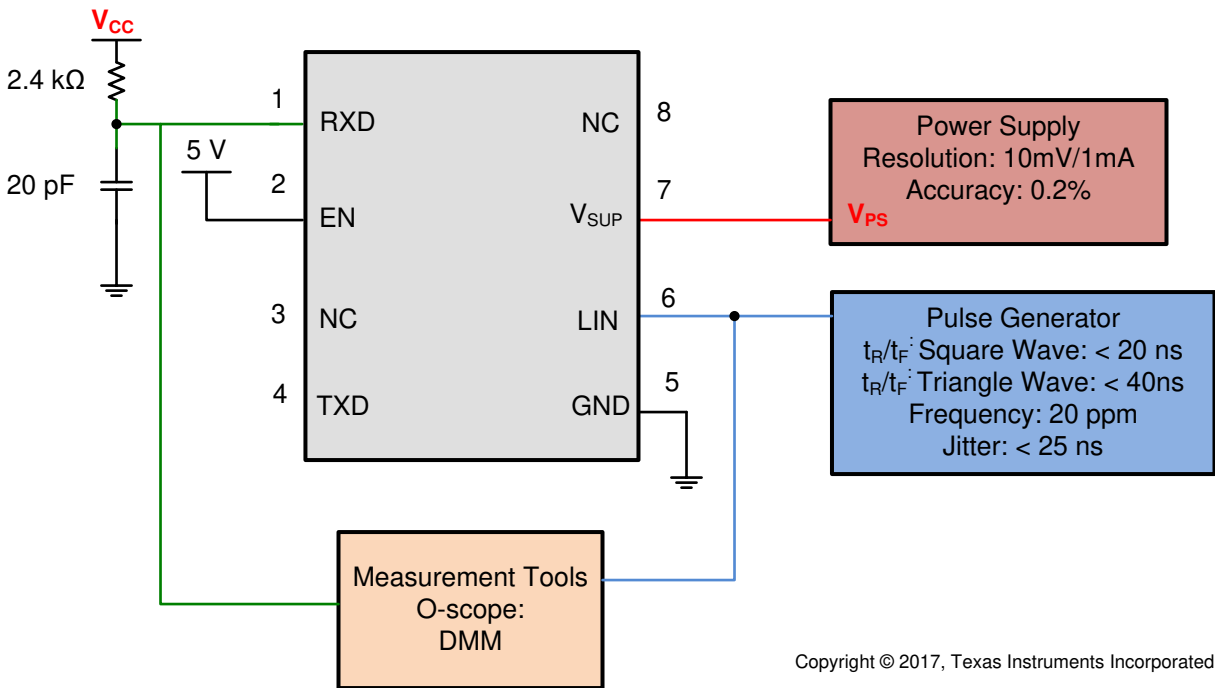 VCC
2.4 kΩ
20 pF
5 V
1
RXD
2
EN
3
NC
4
TXD
NC
8
VSUP
7
LIN
6
GND
5
Power Supply
Resolution: 10mV/1mA
Accuracy: 0.2%
VPS
Pulse Generator
tR/tF: Square Wave: < 20 ns
tR/tF: Triangle Wave: < 40ns
Frequency: 20 ppm
Jitter: < 25 ns
Measurement Tools
O-scope:
DMM
Copyright © 2017, Texas Instruments Incorporated